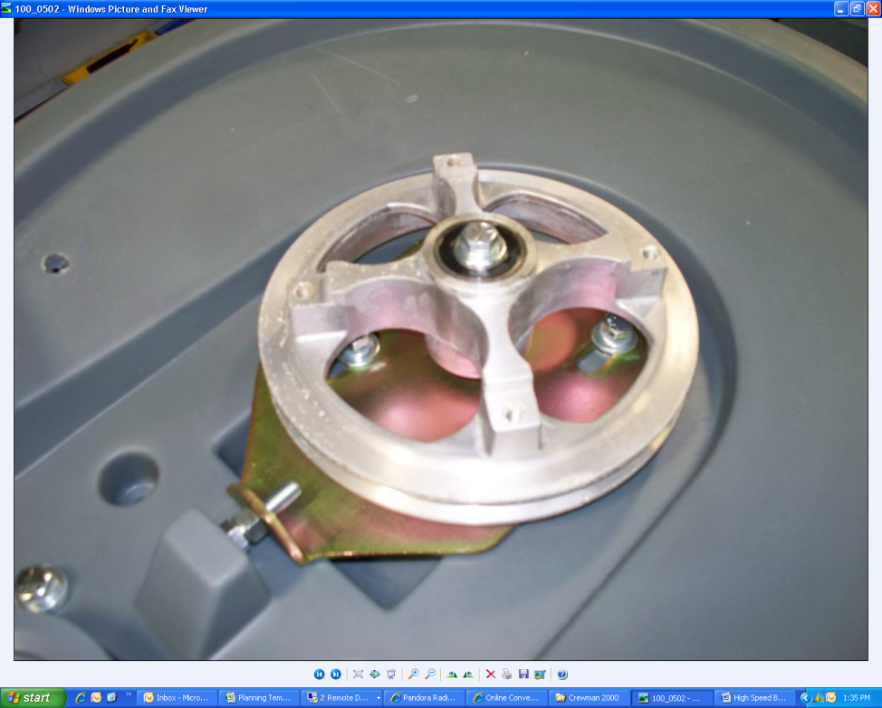 100_0502 - Windows Picture and Fax Viewer
start
Inbox - Micro...
Planning Tem...
2 Remote D...
Pandora Radi...
Online Conve...
Crewman 2000
100_0502 - ...
High Speed B...
1:35 PM